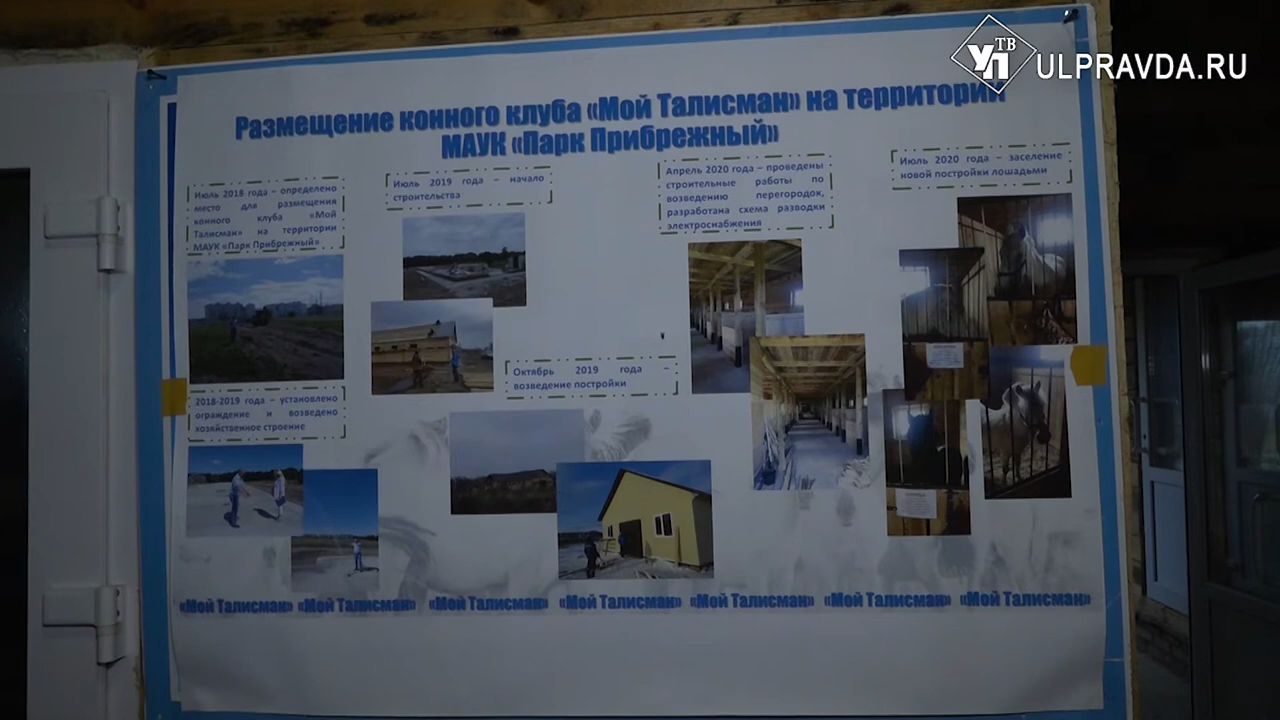 УП ТВ
ULPRAVDA.RU
Размещение конного клуба «Мой Талисман» на территории
МАУК «Парк Прибрежный»
Июль 2018 года – определено
место для размещения
конного клуба «Мой
Талисман» на территории
МАУК «Парк Прибрежный»
Июль 2019 года – начало
строительства
Апрель 2020 года – проведены
строительные работы по
возведению перегородок,
разработана схема разводки
электроснабжения
Июль 2020 года – заселение
новой постройки лошадьми
Октябрь 2019 года –
возведение постройки
2018-2019 года – установлено
ограждение и возведено
хозяйственное строение
«Мой Талисман» «Мой Талисман» «Мой Талисман» «Мой Талисман» «Мой Талисман» «Мой Талисман» «Мой Талисман»